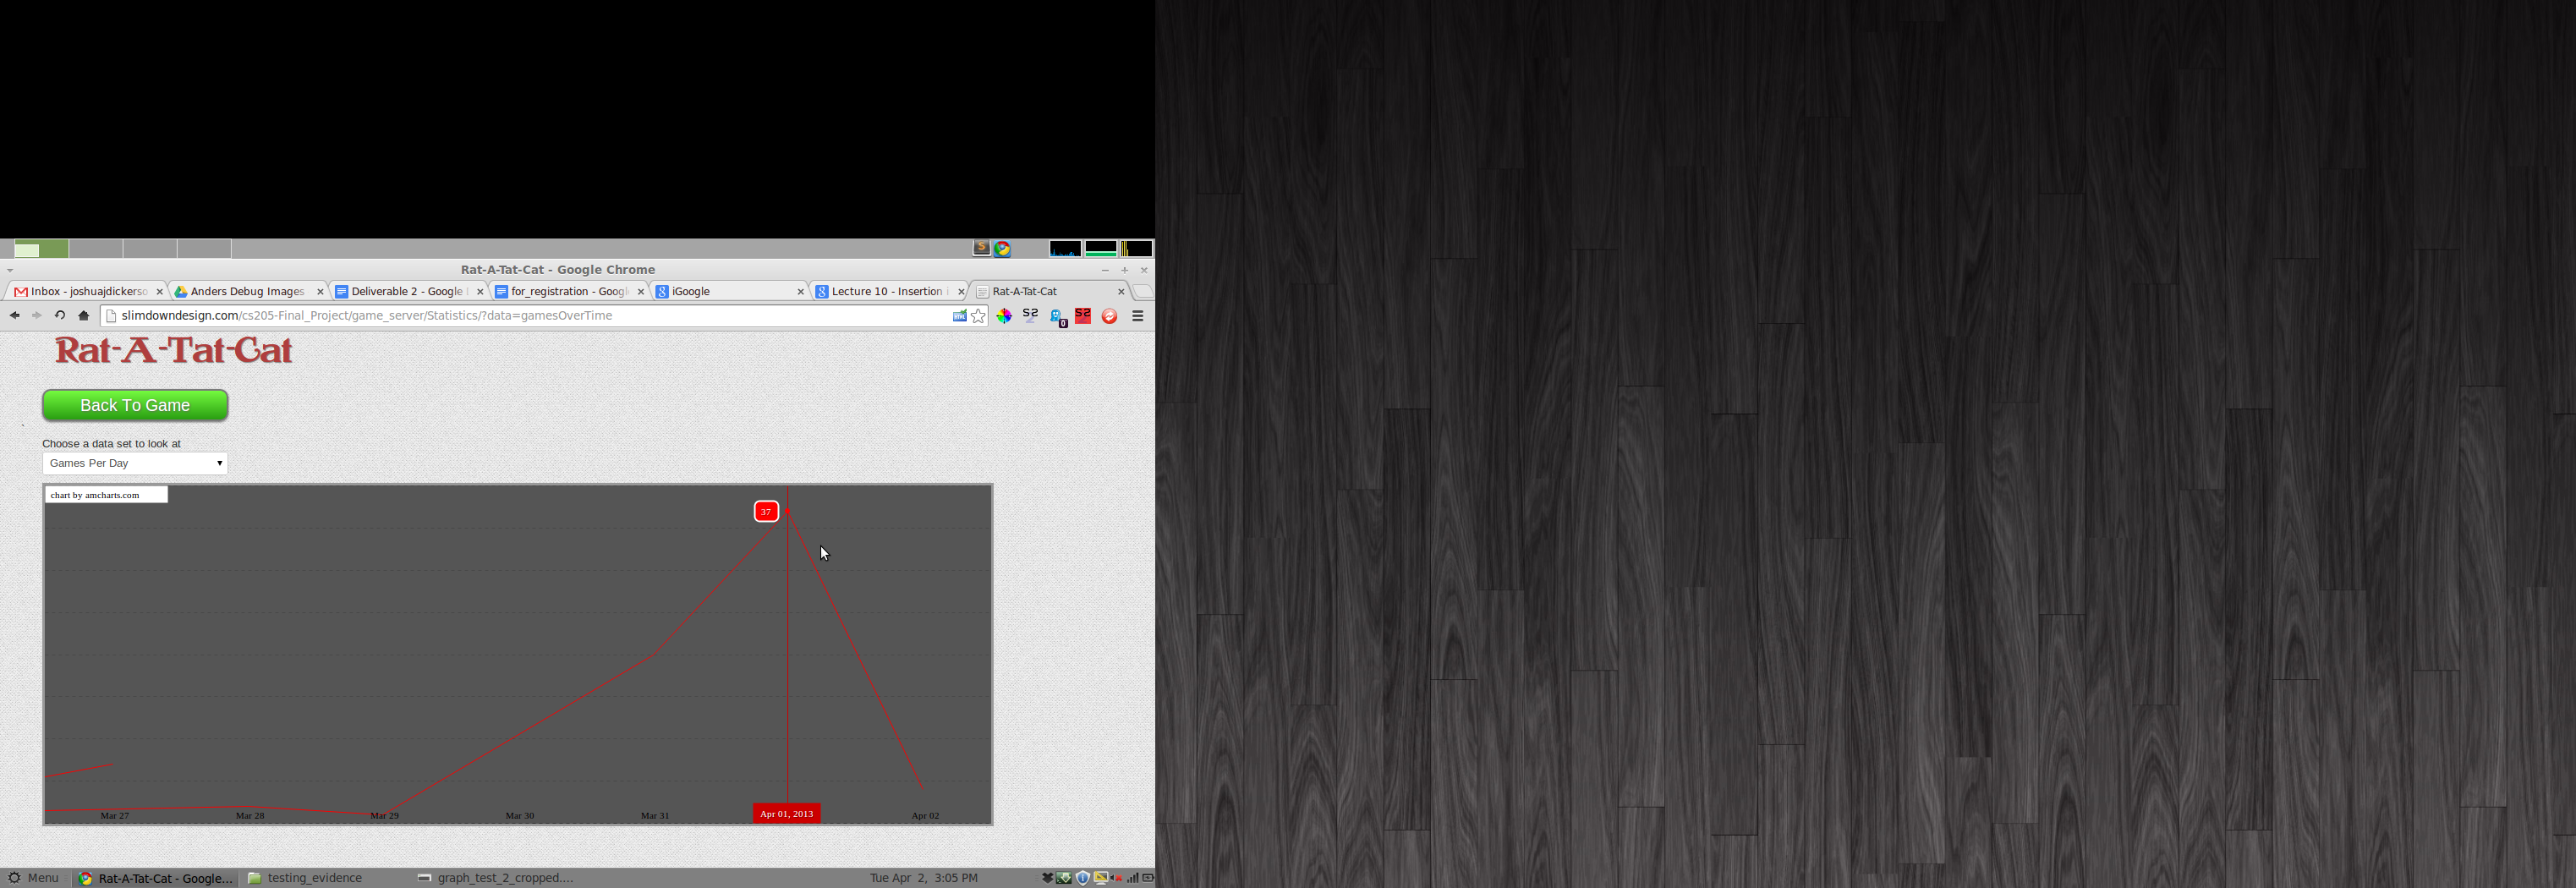 S
Rat-A-Tat-Cat - Google Chrome
Inbox - joshuajdickerso
Anders Debug Images
Deliverable 2 - Google
for_registration - Googl
iGoogle
Lecture 10 - Insertion i
Rat-A-Tat-Cat
slimdowndesign.com/cs205-Final_Project/game_server/Statistics/?data=gamesOverTime
S2
0
S2
Rat-A-Tat-Cat
Back To Game
Choose a data set to look at
Games Per Day
chart by amcharts.com
37
Mar 27
Mar 28
Mar 29
Mar 30
Mar 31
Apr 01, 2013
Apr 02
Menu
Rat-A-Tat-Cat - Google...
testing_evidence
graph_test_2_cropped....
Tue Apr 2, 3:05 PM